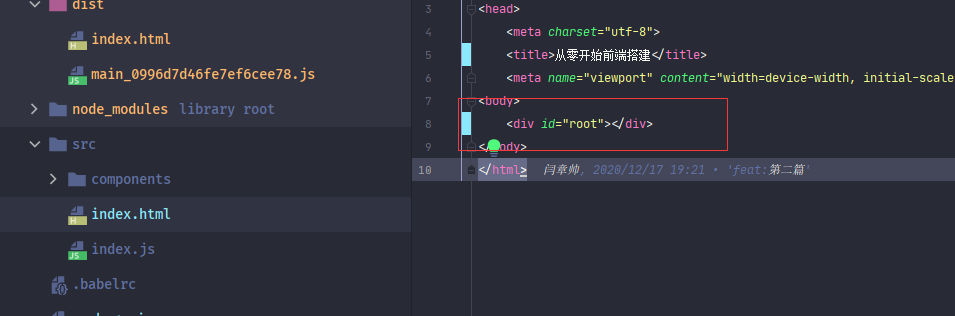 dist
index.html
main_0996d7d46fe7ef6cee78.js
node_modules library root
src
components
index.html
index.js
.babelrc
3 <head>
4 <meta charset="utf-8">
5 <title>从零开始前端搭建</title>
6 <meta name="viewport" content="width=device-width, initial-scale
7 <body>
8 <div id="root"></div>
9 </body>
10 </html> 闫章帅, 2020/12/17 19:21 • 'feat:第二篇'